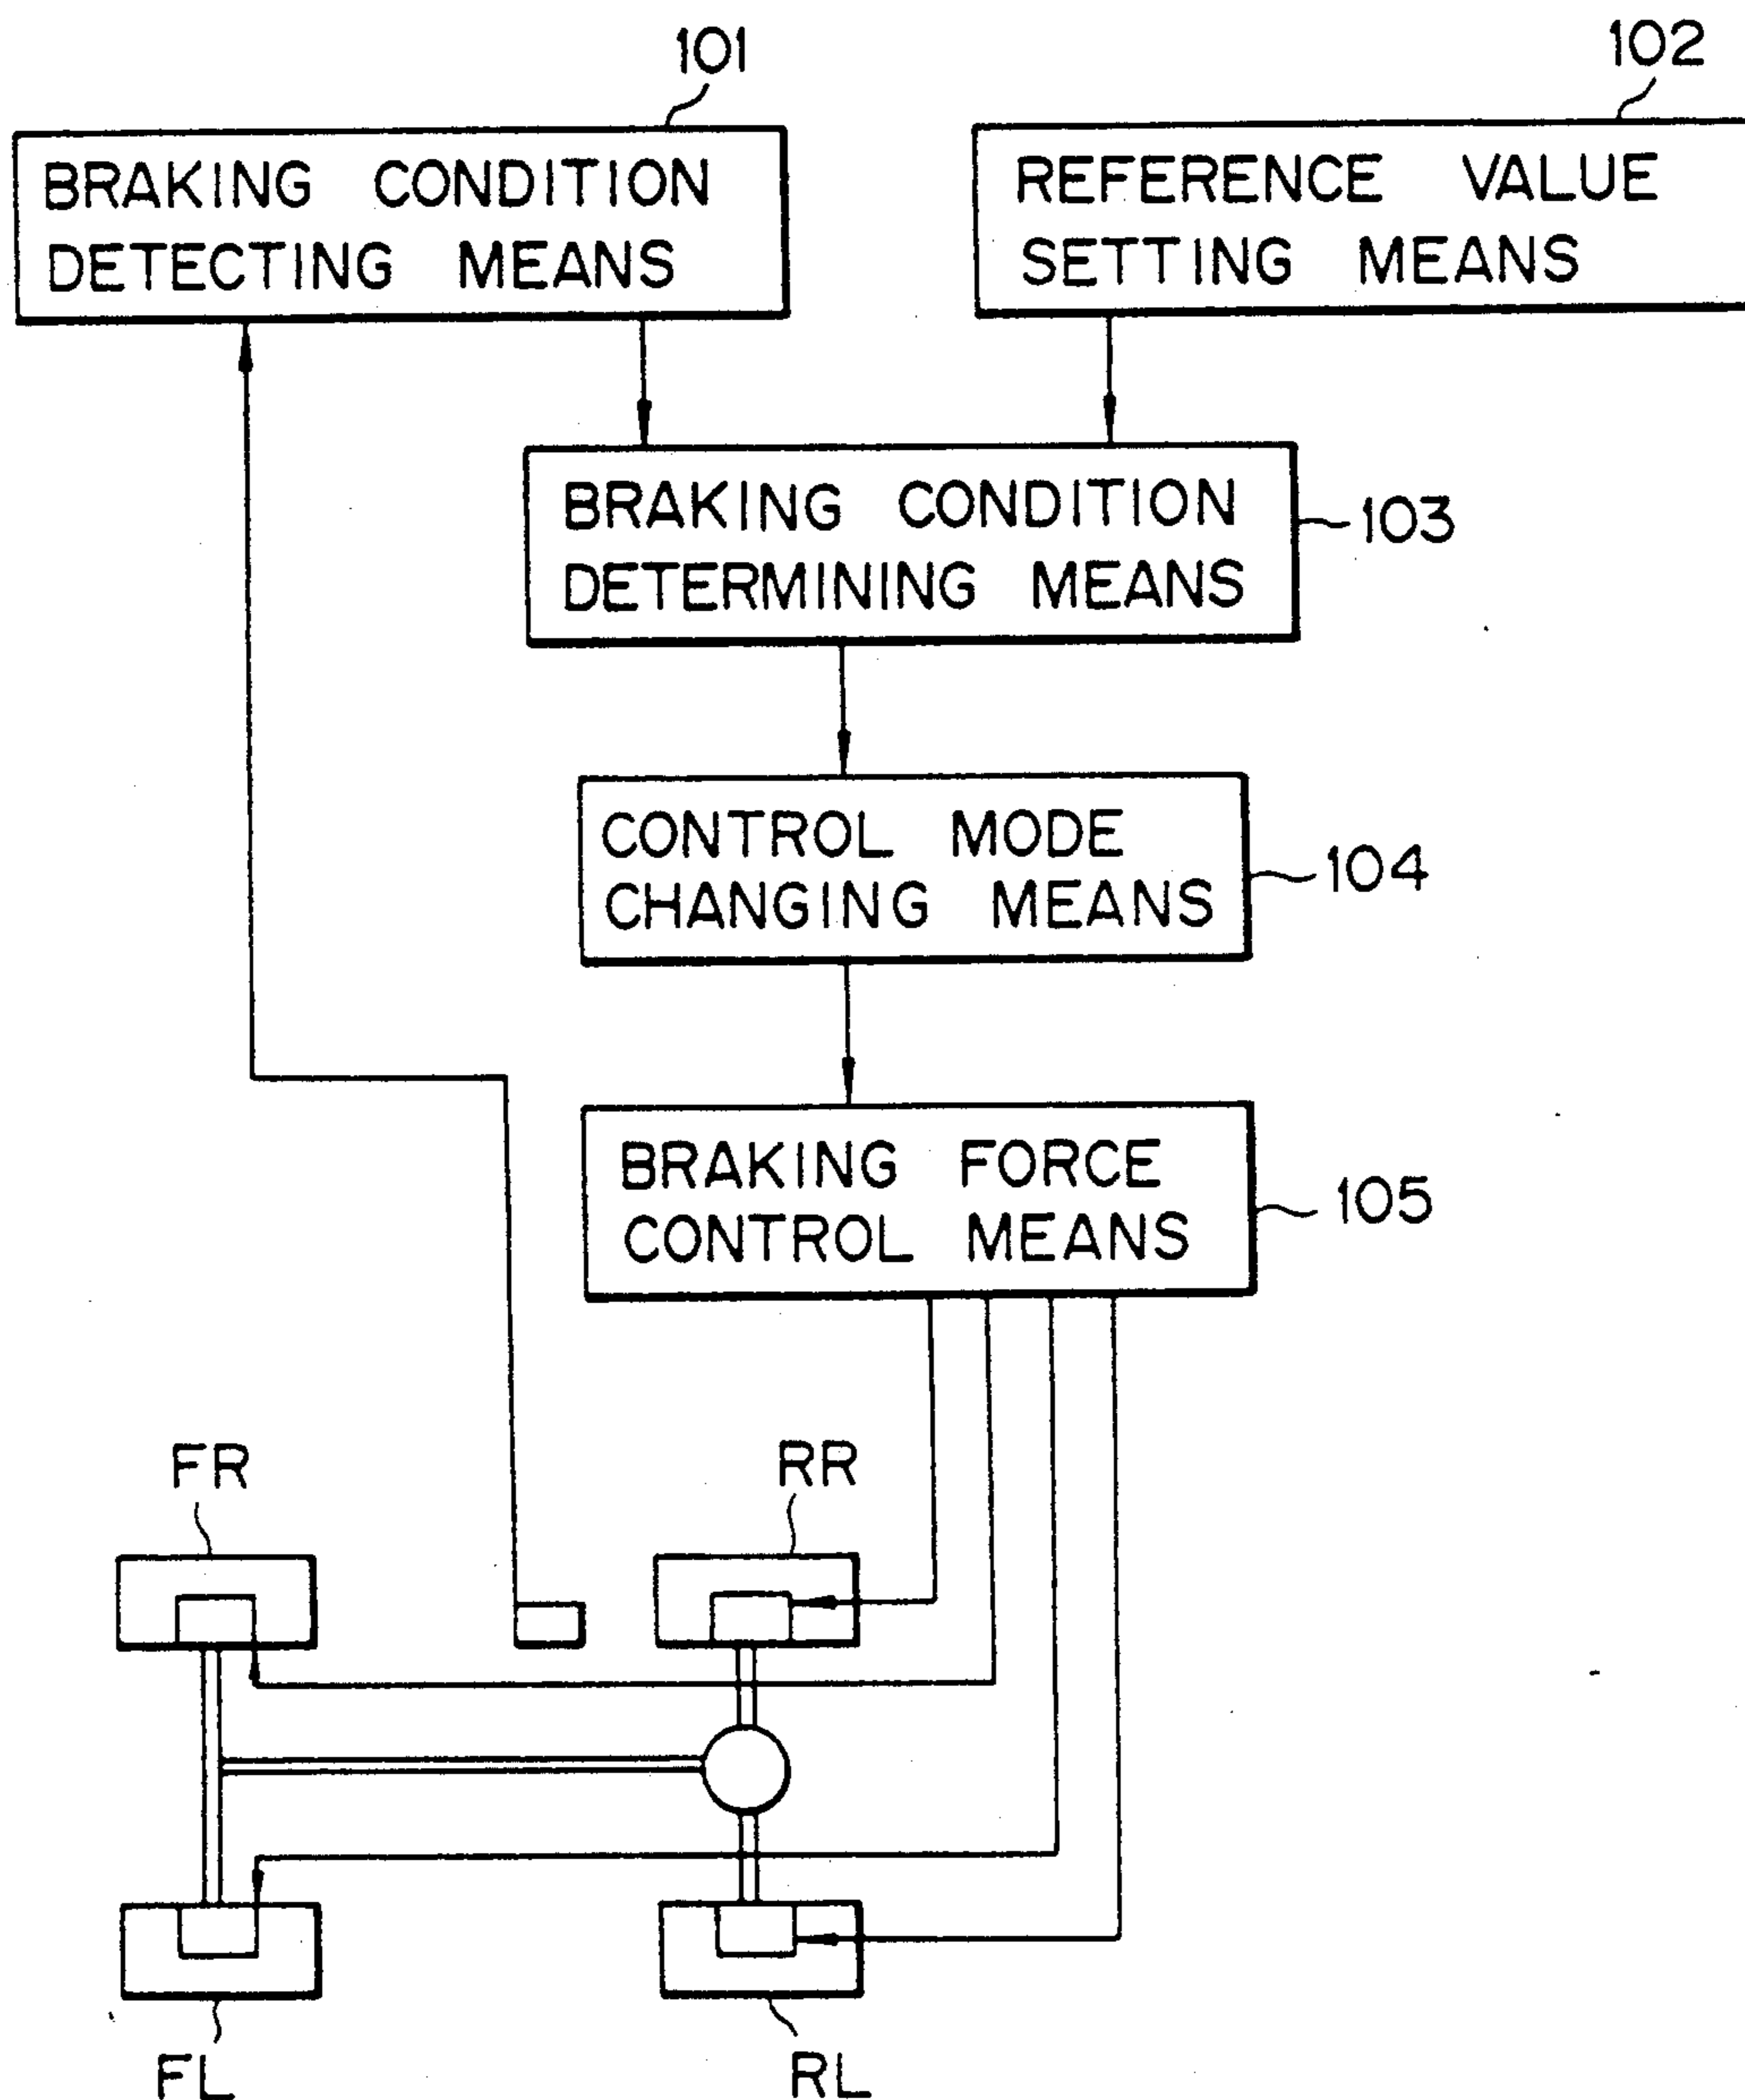 101
102
BRAKING CONDITION
DETECTING MEANS
REFERENCE VALUE
SETTING MEANS
BRAKING CONDITION
DETERMINING MEANS
103
CONTROL MODE
CHANGING MEANS
104
BRAKING FORCE
CONTROL MEANS
105
FR
RR
FL
RL